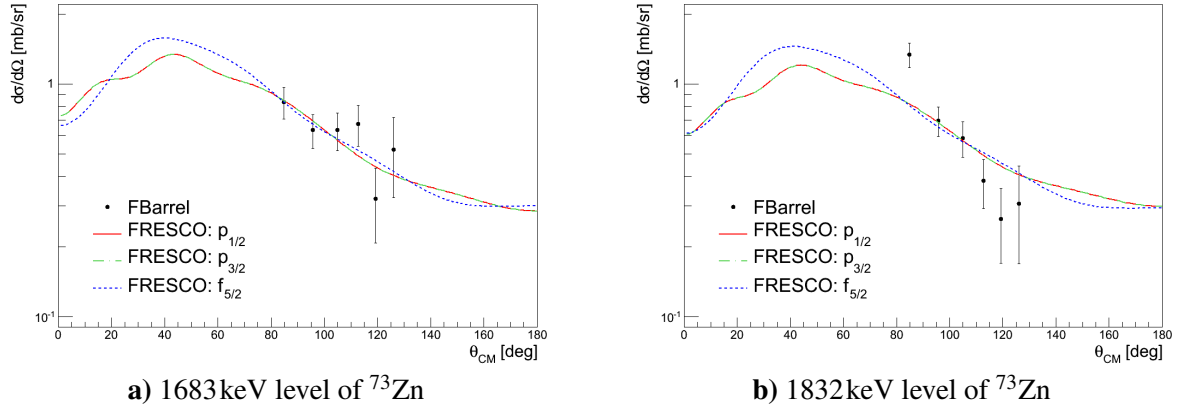 dσ/dΩ [mb/sr]
1
10⁻¹
FBarrel
FRESCO: p₁/₂
FRESCO: p₃/₂
FRESCO: f₅/₂
0 20 40 60 80 100 120 140 160 180
θCM [deg]
a) 1683 keV level of ⁷³Zn
dσ/dΩ [mb/sr]
1
10⁻¹
FBarrel
FRESCO: p₁/₂
FRESCO: p₃/₂
FRESCO: f₅/₂
0 20 40 60 80 100 120 140 160 180
θCM [deg]
b) 1832 keV level of ⁷³Zn